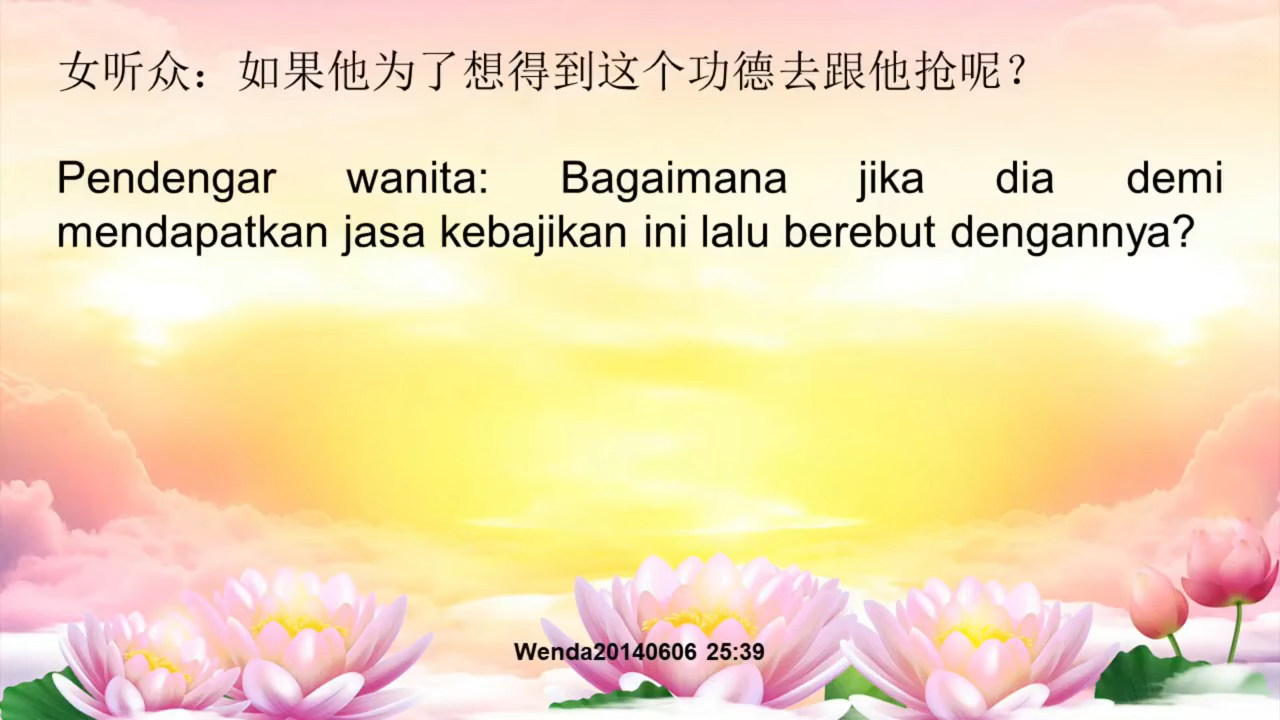 女听众：如果他为了想得到这个功德去跟他抢呢？
Pendengar wanita: Bagaimana jika dia demi
mendapatkan jasa kebajikan ini lalu berebut dengannya?
Wenda20140606 25:39